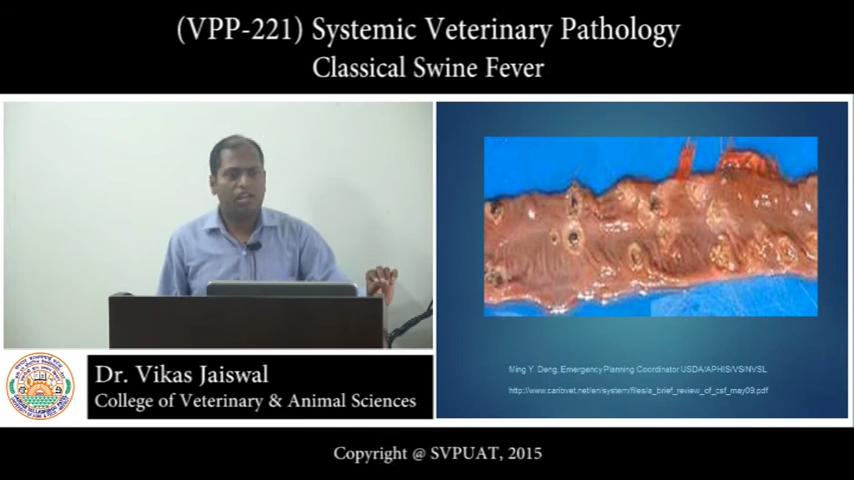 (VPP-221) Systemic Veterinary Pathology
Classical Swine Fever
Ming Y. Deng, Emergency Planning Coordinator USDA/APHIS/VS/NVSL
http://www.caribvet.net/en/system/files/a_brief_review_of_csf_may09.pdf
Dr. Vikas Jaiswal
College of Veterinary & Animal Sciences
Copyright @ SVPUAT, 2015